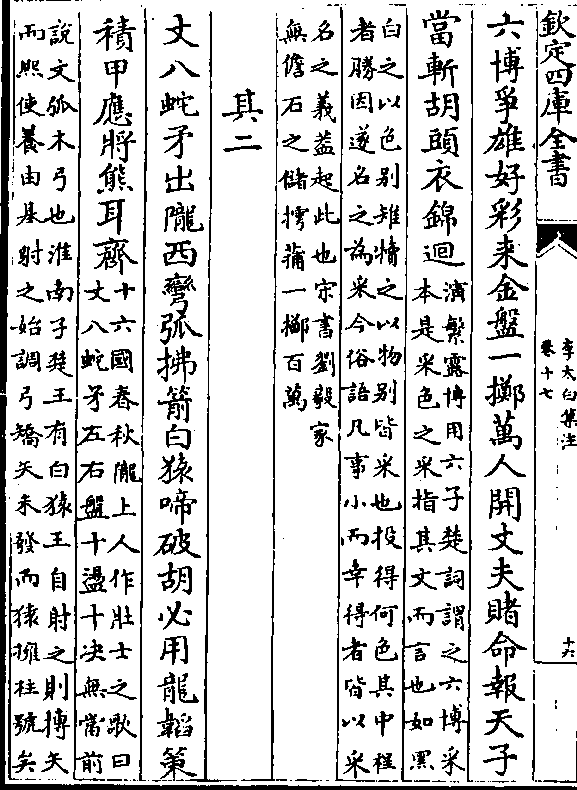 欽定四庫全書
李太白集注
卷十七
十六
六博爭雄好彩来金盤一擲萬人開丈夫賭命報天子
當斬胡頭衣錦迴
演繁露博用六子楚詞謂之六博采
本是采色之采指其文而言也如黑
白之以色别雉犢之以物别皆采也投得何色其中程
者勝因遂名之為采今俗語凡事小而幸得者皆以采
名之義葢起此也宋書劉毅家
無儋石之儲摴蒱一擲百萬
其二
丈八蛇矛出隴西彎弧拂箭白猿啼破胡必用龍韜策
積甲應將熊耳齊
十六國春秋隴上人作壯士之歌曰
丈八蛇矛左右盤十盪十决無當前
說文弧木弓也淮南子楚王有白猿王自射之則搏矢
而熙使養由基射之始調弓矯矢未發而猿擁柱號矣